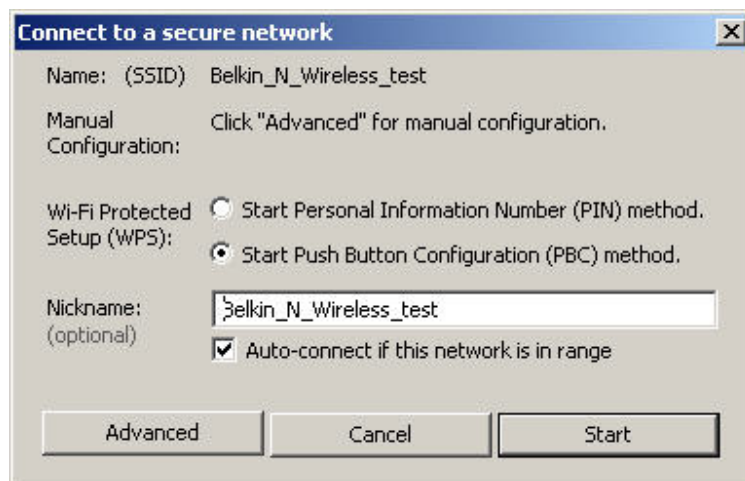 Connect to a secure network
Name: (SSID) Belkin_N_Wireless_test
Manual Configuration: Click "Advanced" for manual configuration.
Wi-Fi Protected Setup (WPS):
Start Personal Information Number (PIN) method.
Start Push Button Configuration (PBC) method.
Nickname: (optional)
Belkin_N_Wireless_test
Auto-connect if this network is in range
Advanced Cancel Start